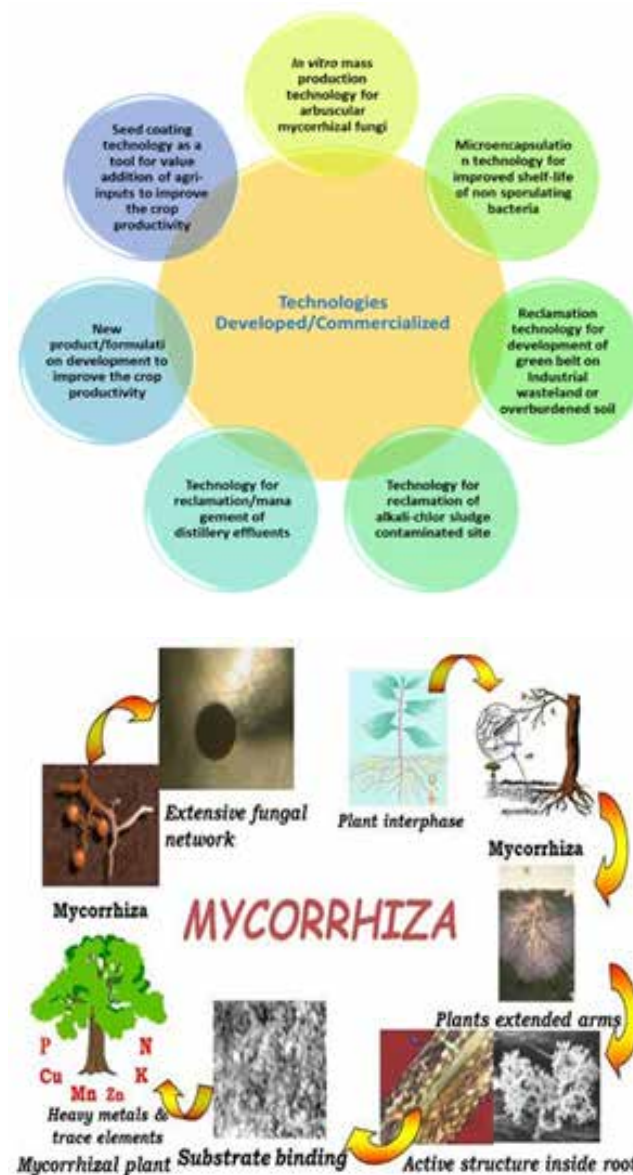 In vitro mass
production
technology for
arbuscular
mycorrhizal fungi
Microencapsulatio
n technology for
improved shelf-life
of non sporulating
bacteria
Reclamation
technology for
development of
green belt on
Industrial
wasteland or
overburdened soil
Technology for
reclamation of
alkali-chlor sludge
contaminated site
Technology for
reclamation/mana
gement of
distillery effluents
New
product/formulati
on development to
improve the crop
productivity
Seed coating
technology as a
tool for value
addition of agri-
inputs to improve
the crop
productivity
Technologies
Developed/Commercialized
Extensive fungal
network
Plant interphase
Mycorrhiza
Mycorrhiza
MYCORRHIZA
Plants extended arms
P N
Cu K
Mn Zn
Heavy metals &
trace elements
Mycorrhizal plant
Substrate binding
Active structure inside root